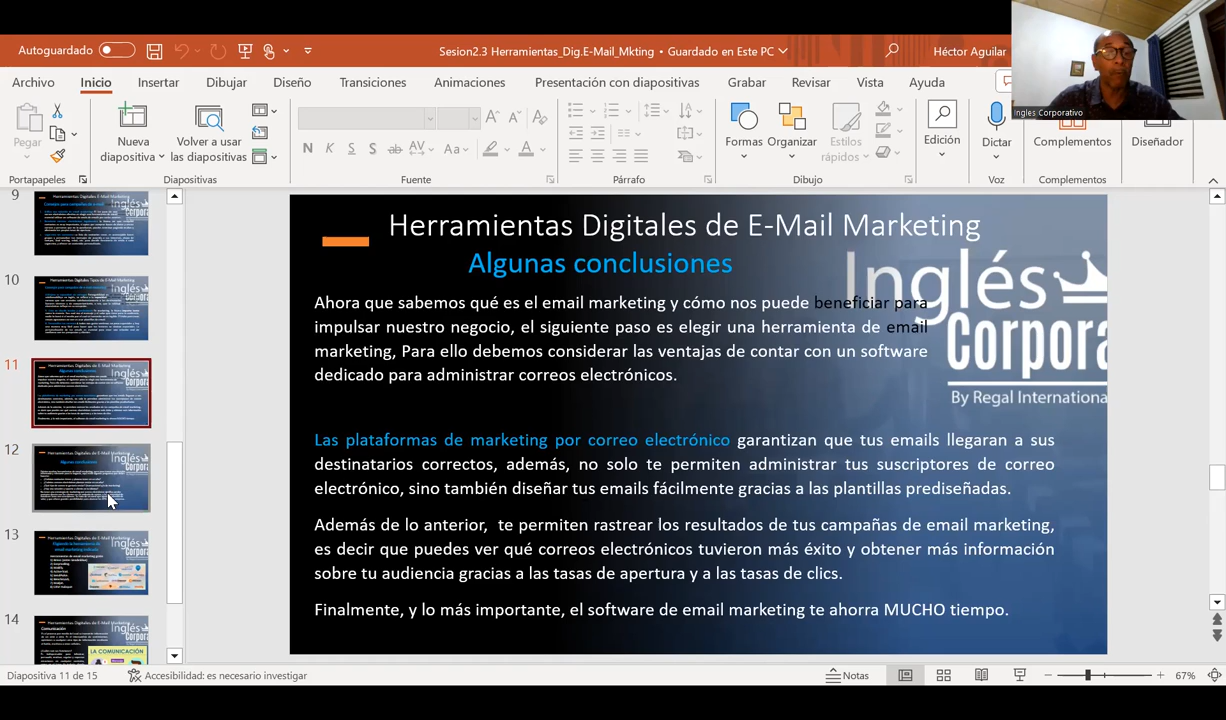 Autoguardado
Sesion2.3 Herramientas_Dig.E-Mail_Mkting • Guardado en Este PC
Héctor Aguilar
Ingles Corporativo
Archivo Inicio Insertar Dibujar Diseño Transiciones Animaciones Presentación con diapositivas Grabar Revisar Vista Ayuda
Pegar
Nueva diapositiva
Volver a usar las diapositivas
Formas
Organizar
Estilos rápidos
Edición
Dictar
Complementos
Diseñador
Portapapeles
Diapositivas
Fuente
Párrafo
Dibujo
Voz
Complementos
9
10
11
12
13
14
Herramientas Digitales de E-Mail Marketing
Algunas conclusiones
Inglés
Corpora
By Regal Internationa
Ahora que sabemos qué es el email marketing y cómo nos puede beneficiar para
impulsar nuestro negocio, el siguiente paso es elegir una herramienta de email
marketing, Para ello debemos considerar las ventajas de contar con un software
dedicado para administrar correos electrónicos.
Las plataformas de marketing por correo electrónico garantizan que tus emails llegaran a sus
destinatarios correctos, además, no solo te permiten administrar tus suscriptores de correo
electrónico, sino también diseñar tus emails fácilmente gracias a las plantillas prediseñadas.
Además de lo anterior, te permiten rastrear los resultados de tus campañas de email marketing,
es decir que puedes ver qué correos electrónicos tuvieron más éxito y obtener más información
sobre tu audiencia gracias a las tasas de apertura y a las tasas de clics.
Finalmente, y lo más importante, el software de email marketing te ahorra MUCHO tiempo.
Diapositiva 11 de 15
Accesibilidad: es necesario investigar
Notas
67%